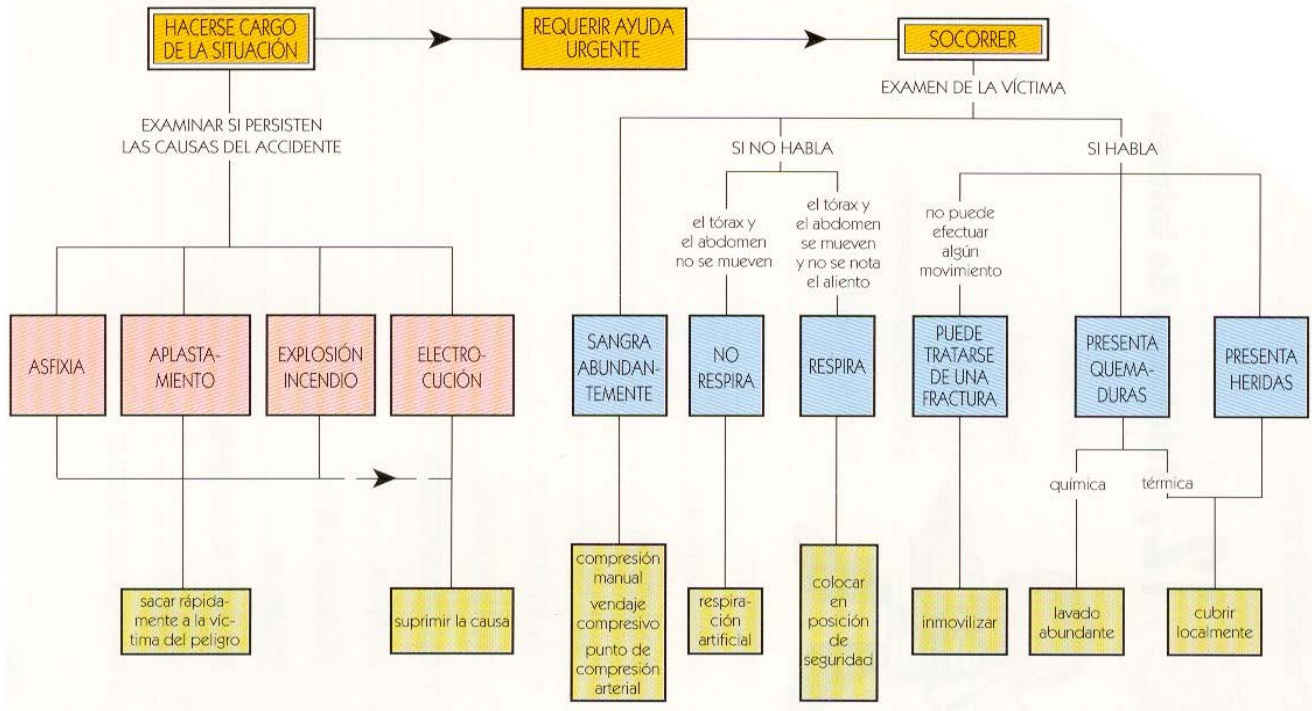 HACERSE CARGO
DE LA SITUACIÓN
REQUERIR AYUDA
URGENTE
SOCORRER
EXAMEN DE LA VÍCTIMA
EXAMINAR SI PERSISTEN
LAS CAUSAS DEL ACCIDENTE
SI NO HABLA
SI HABLA
el tórax y
el abdomen
no se mueven
el tórax y
el abdomen
se mueven
y no se nota
el aliento
no puede
efectuar
algún
movimiento
ASFIXIA
APLASTA-
MIENTO
EXPLOSIÓN
INCENDIO
ELECTRO-
CUCIÓN
SANGRA
ABUNDAN-
TEMENTE
NO
RESPIRA
RESPIRA
PUEDE
TRATARSE
DE UNA
FRACTURA
PRESENTA
QUEMA-
DURAS
PRESENTA
HERIDAS
química
térmica
sacar rápida-
mente a la víc-
tima del peligro
suprimir la causa
compresión
manual
vendaje
compresivo
punto de
compresión
arterial
respira-
ción
artificial
colocar
en
posición
de
seguridad
inmovilizar
lavado
abundante
cubrir
localmente